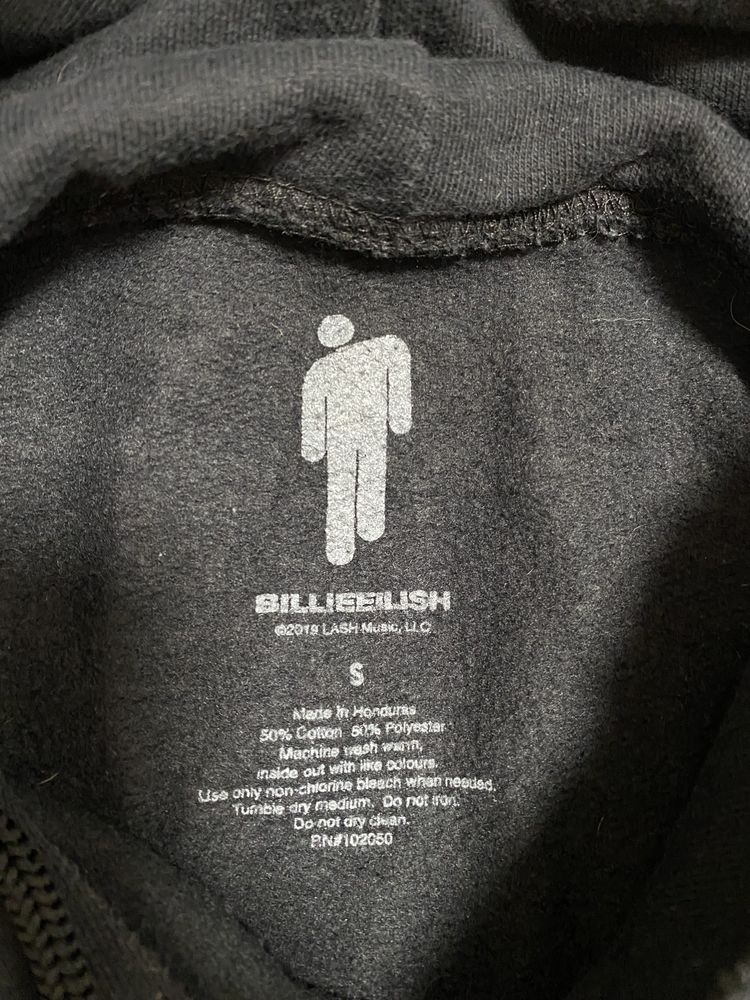 BILLIE EILISH
©2019 LASH Music, LLC
S
Made in Honduras
50% Cotton 50% Polyester
Machine wash warm,
inside out with like colours.
Use only non-chlorine bleach when needed.
Tumble dry medium. Do not iron.
Do not dry clean.
RN#102050